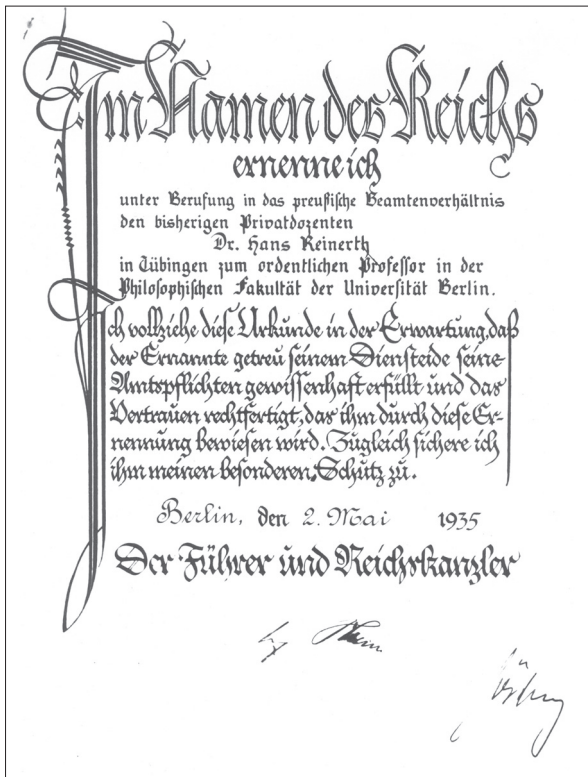 Im Namen des Reichs
ernenne ich
unter Berufung in das preußische Beamtenverhältnis
den bisherigen Privatdozenten
Dr. Hans Reinerth
in Tübingen zum ordentlichen Professor in der
Philosophischen Fakultät der Universität Berlin.
Ich vollziehe diese Urkunde in der Erwartung, daß
der Ernannte getreu seinem Diensteide seine
Amtspflichten gewissenhaft erfüllt und das
Vertrauen rechtfertigt, das ihm durch diese Er-
nennung bewiesen wird. Zugleich sichere ich
ihm meinen besonderen Schutz zu.
Berlin, den 2. Mai 1935
Der Führer und Reichskanzler